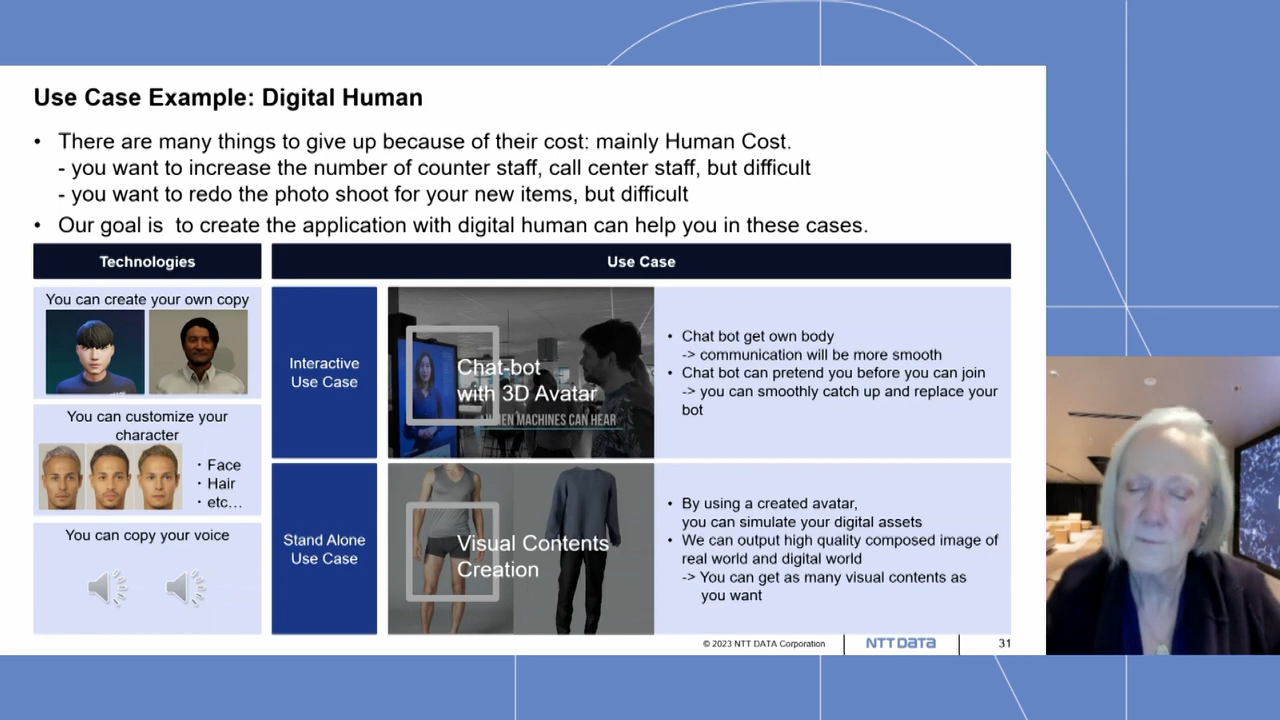 Use Case Example: Digital Human
• There are many things to give up because of their cost: mainly Human Cost.
- you want to increase the number of counter staff, call center staff, but difficult
- you want to redo the photo shoot for your new items, but difficult
• Our goal is  to create the application with digital human can help you in these cases.
Technologies
Use Case
You can create your own copy
You can customize your
character
• Face
• Hair
• etc…
You can copy your voice
Interactive
Use Case
Chat-bot
with 3D Avatar
MACHINES CAN HEAR
• Chat bot get own body
-> communication will be more smooth
• Chat bot can pretend you before you can join
-> you can smoothly catch up and replace your
bot
Stand Alone
Use Case
Visual Contents
Creation
• By using a created avatar,
you can simulate your digital assets
• We can output high quality composed image of
real world and digital world
-> You can get as many visual contents as
you want
© 2023 NTT DATA Corporation
NTT DATA
31